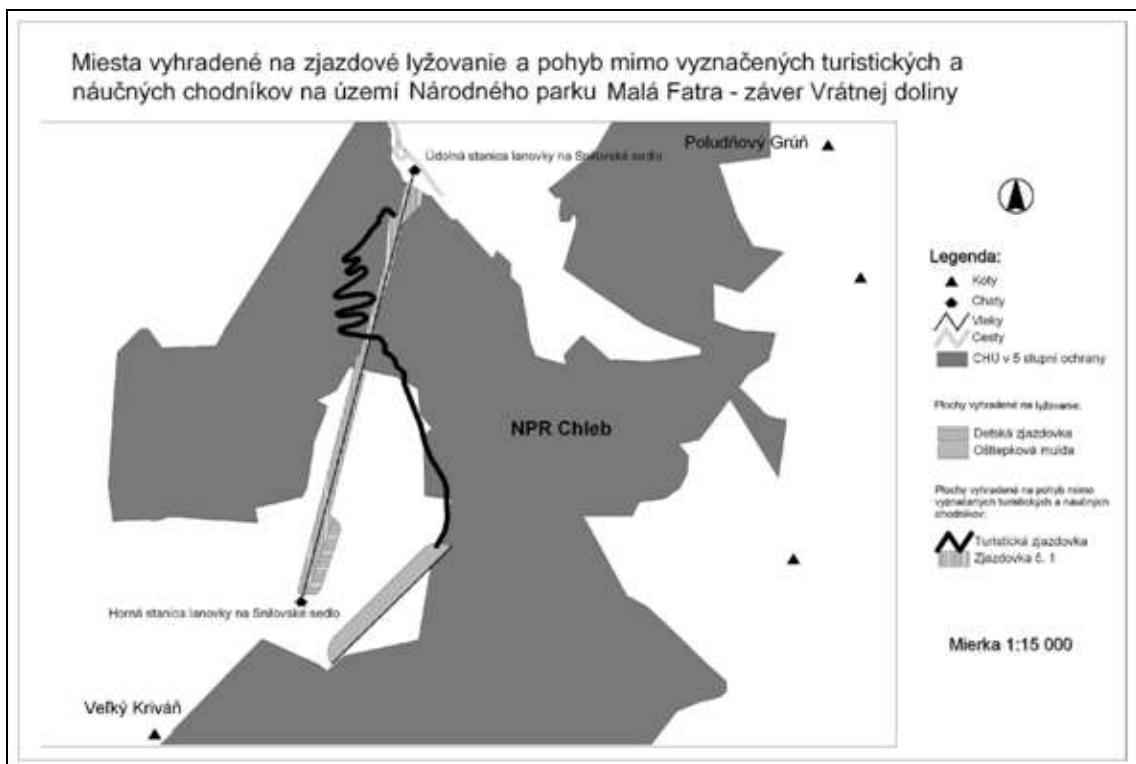 Miesta vyhradené na zjazdové lyžovanie a pohyb mimo vyznačených turistických a
náučných chodníkov na území Národného parku Malá Fatra - záver Vrátnej doliny
Poludňový Grúň
Údolná stanica lanovky na Snilovské sedlo
Legenda:
Kóty
Chaty
Vleky
Cesty
CHÚ v 5 stupni ochrany
Plochy vyhradené na lyžovanie:
NPR Chleb
Detská zjazdovka
Oštiepková mulda
Plochy vyhradené na pohyb mimo
vyznačených turistických a náučných
chodníkov:
Turistická zjazdovka
Zjazdovka č. 1
Horná stanica lanovky na Snilovské sedlo
Mierka 1:15 000
Veľký Kriváň